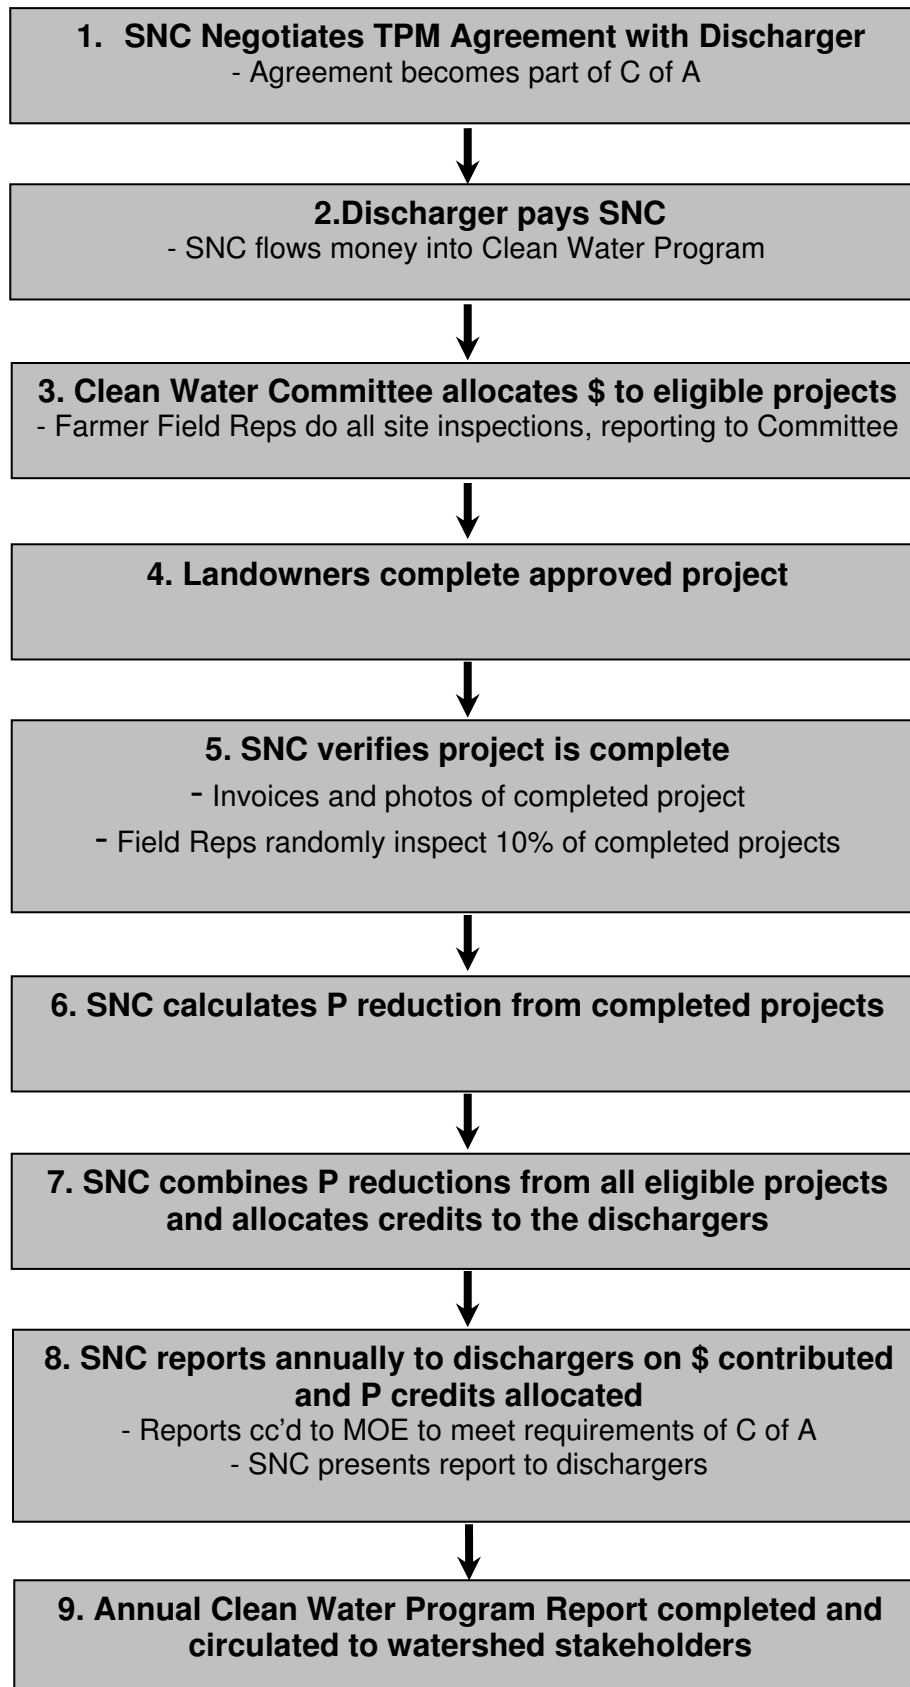 1. SNC Negotiates TPM Agreement with Discharger
- Agreement becomes part of C of A
2.Discharger pays SNC
- SNC flows money into Clean Water Program
3. Clean Water Committee allocates $ to eligible projects
- Farmer Field Reps do all site inspections, reporting to Committee
4. Landowners complete approved project
5. SNC verifies project is complete
- Invoices and photos of completed project
- Field Reps randomly inspect 10% of completed projects
6. SNC calculates P reduction from completed projects
7. SNC combines P reductions from all eligible projects
and allocates credits to the dischargers
8. SNC reports annually to dischargers on $ contributed
and P credits allocated
- Reports cc'd to MOE to meet requirements of C of A
- SNC presents report to dischargers
9. Annual Clean Water Program Report completed and
circulated to watershed stakeholders